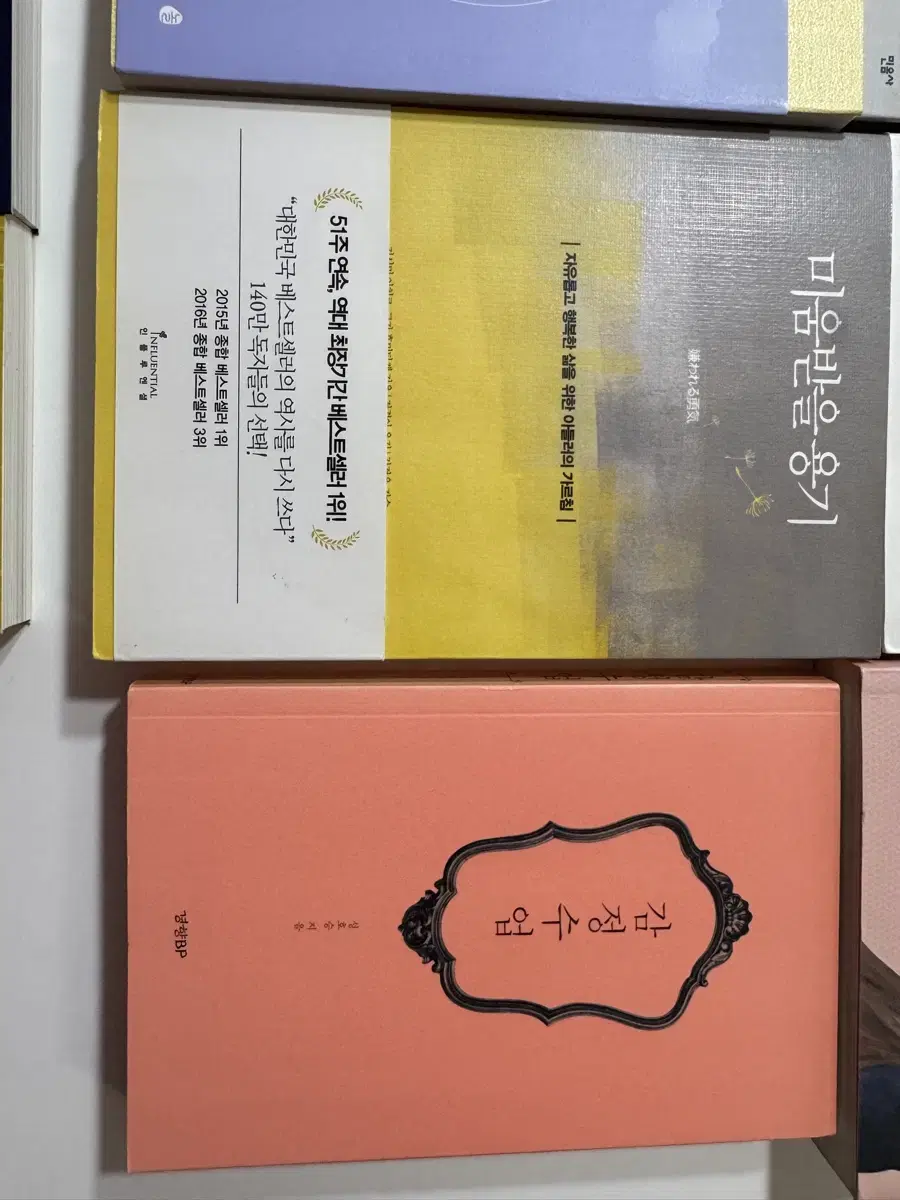 놀
민음사
미움받을 용기
嫌われる勇気
| 자유롭고 행복한 삶을 위한 아들러의 가르침 |
51주 연속, 역대 최장기간 베스트셀러 1위!
“대한민국 베스트셀러의 역사를 다시 쓰다”
140만 독자들의 선택!
2015년 종합 베스트셀러 1위
2016년 종합 베스트셀러 3위
INFLUENTIAL
인플루엔셜
감
정
수
업
심호승 지음
경향BP